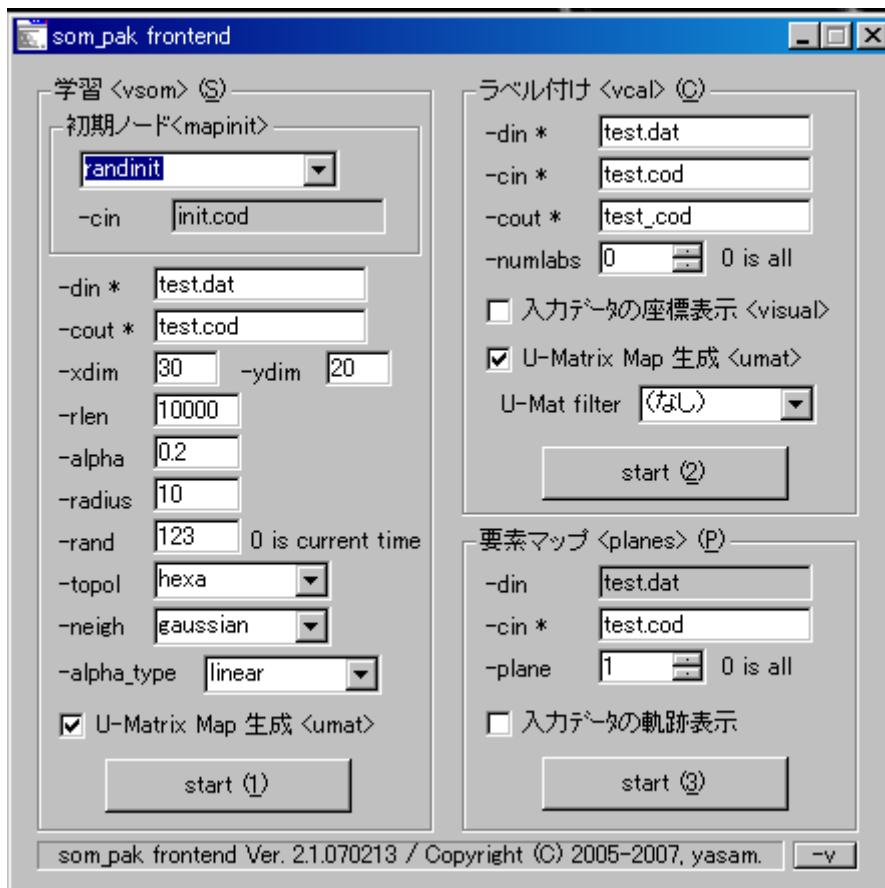 som_pak frontend
学習 <vsom> (S)
初期ノード<mapinit>
randinit
-cin init.cod
-din * test.dat
-cout * test.cod
-xdim 30 -ydim 20
-rlen 10000
-alpha 0.2
-radius 10
-rand 123 0 is current time
-topol hexa
-neigh gaussian
-alpha_type linear
U-Matrix Map 生成 <umat>
start (1)
ラベル付け <vcal> (C)
-din * test.dat
-cin * test.cod
-cout * test_.cod
-numlabs 0 0 is all
入力ﾃﾞｰﾀの座標表示 <visual>
U-Matrix Map 生成 <umat>
U-Mat filter (なし)
start (2)
要素マップ <planes> (P)
-din test.dat
-cin * test.cod
-plane 1 0 is all
入力ﾃﾞｰﾀの軌跡表示
start (3)
som_pak frontend Ver. 2.1.070213 / Copyright (C) 2005-2007, yasam. -v